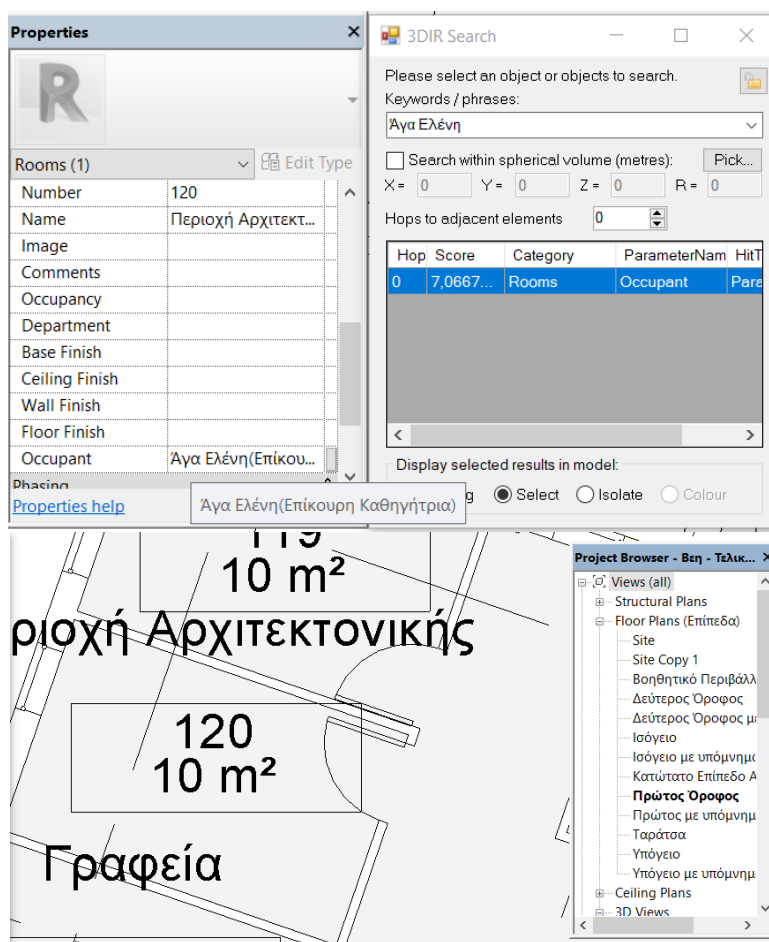 Properties
Rooms (1)
Edit Type
Number 120
Name Περιοχή Αρχιτεκτ...
Image
Comments
Occupancy
Department
Base Finish
Ceiling Finish
Wall Finish
Floor Finish
Occupant Άγα Ελένη(Επίκου...
Phasing
Properties help
Άγα Ελένη(Επίκουρη Καθηγήτρια)
3DIR Search
Please select an object or objects to search.
Keywords / phrases:
Άγα Ελένη
Search within spherical volume (metres): Pick...
X = 0 Y = 0 Z = 0 R = 0
Hops to adjacent elements 0
Hop Score Category ParameterNam HitT
0 7,0667... Rooms Occupant Para
Display selected results in model:
g Select Isolate Colour
119
10 m²
ριοχή Αρχιτεκτονικής
120
10 m²
Γραφεία
Project Browser - Βεη - Τελικ...
Views (all)
Structural Plans
Floor Plans (Επίπεδα)
Site
Site Copy 1
Βοηθητικό Περιβάλλ
Δεύτερος Όροφος
Δεύτερος Όροφος μ
Ισόγειο
Ισόγειο με υπόμνημα
Κατώτατο Επίπεδο Α
Πρώτος Όροφος
Πρώτος με υπόμνημ
Ταράτσα
Υπόγειο
Υπόγειο με υπόμνημ
Ceiling Plans
3D Views